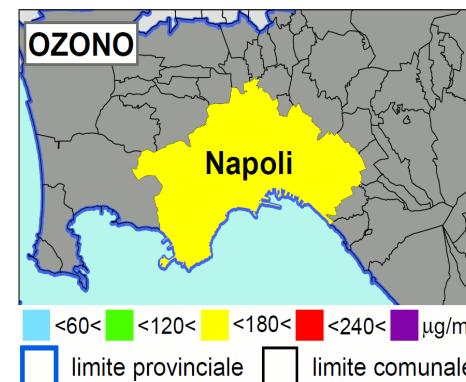 OZONO
Napoli
<60< <120< <180< <240< µg/m
limite provinciale limite comunale